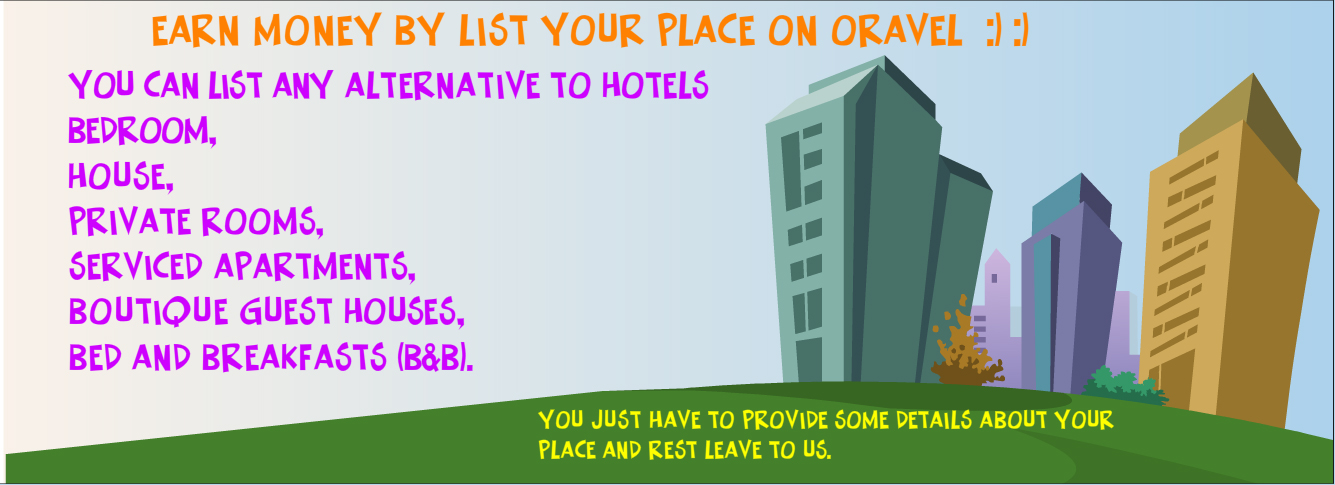 EARN MONEY BY LIST YOUR PLACE ON ORAVEL :) :)
YOU CAN LIST ANY ALTERNATIVE TO HOTELS
BEDROOM,
HOUSE,
PRIVATE ROOMS,
SERVICED APARTMENTS,
BOUTIQUE GUEST HOUSES,
BED AND BREAKFASTS (B&B).
YOU JUST HAVE TO PROVIDE SOME DETAILS ABOUT YOUR
PLACE AND REST LEAVE TO US.